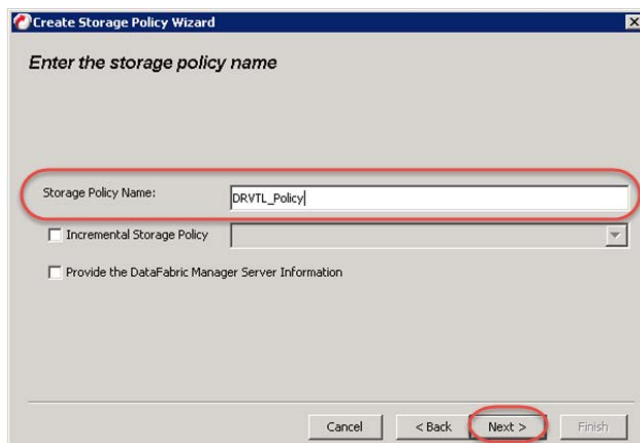 Create Storage Policy Wizard
Enter the storage policy name
Storage Policy Name: DRVTL_Policy
Incremental Storage Policy
Provide the DataFabric Manager Server Information
Cancel < Back Next > Finish